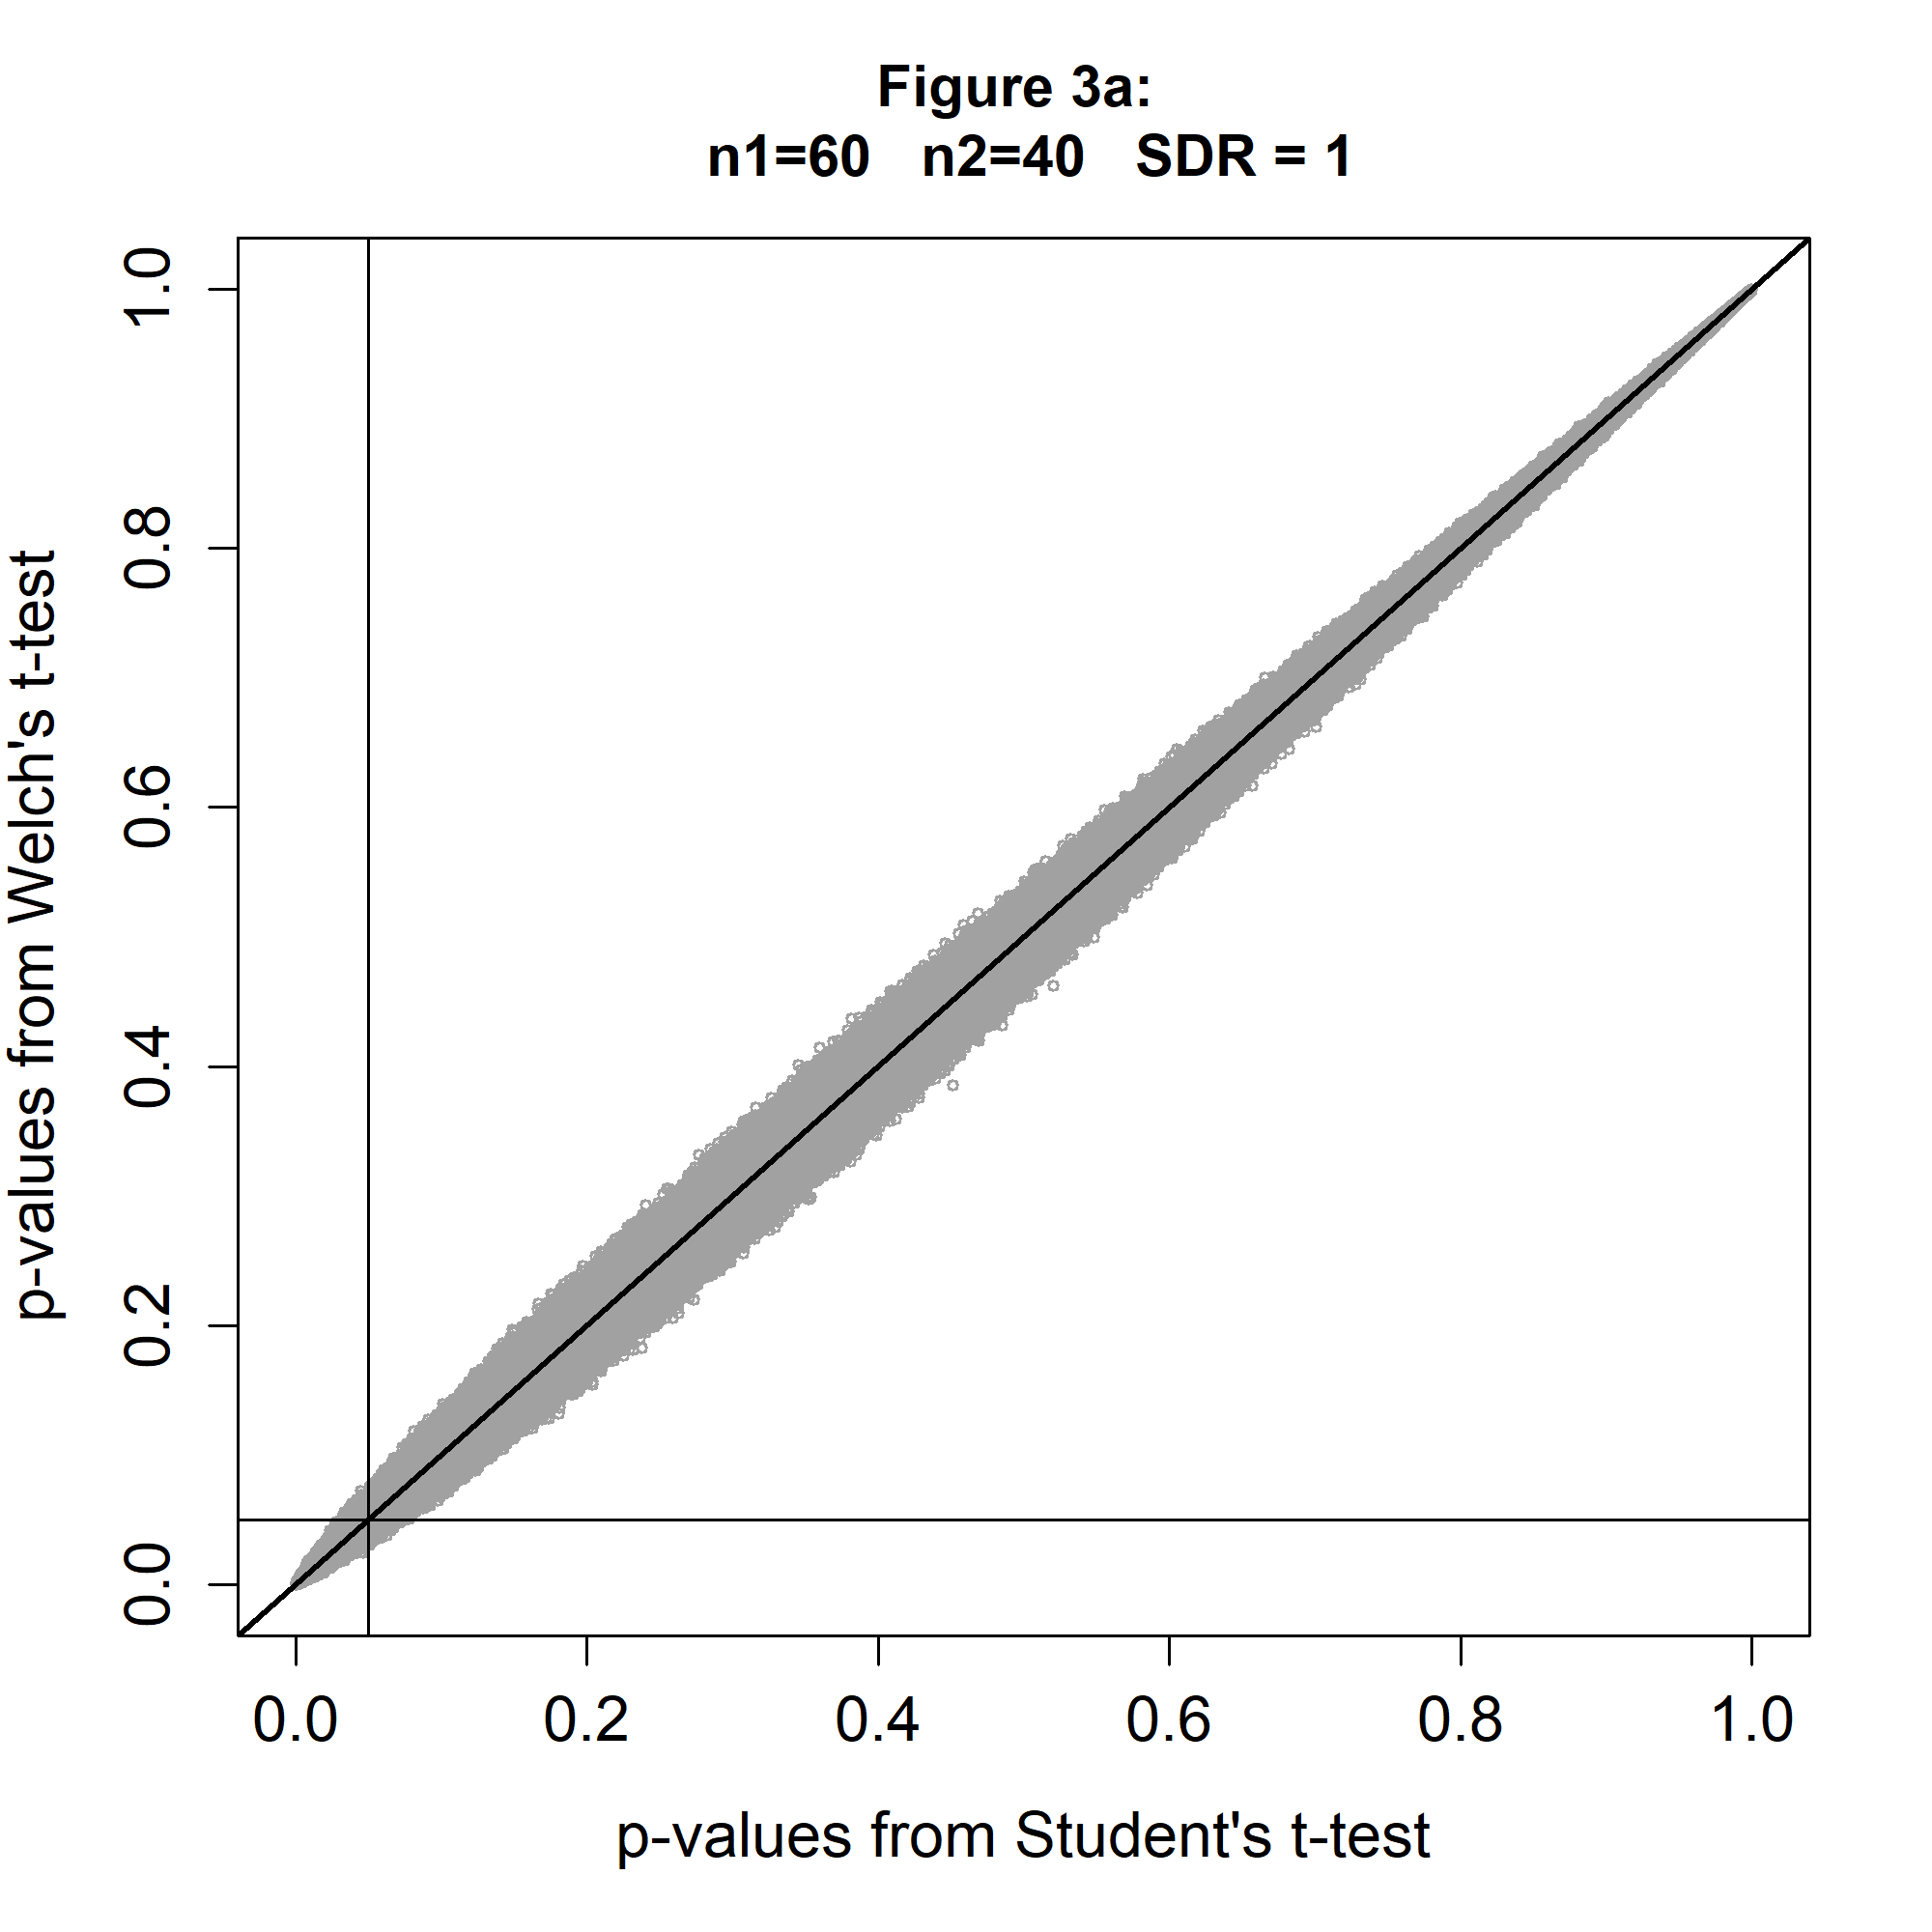 Figure 3a:
n1=60 n2=40 SDR = 1
p-values from Welch's t-test
1.0
0.8
0.6
0.4
0.2
0.0
0.0 0.2 0.4 0.6 0.8 1.0
p-values from Student's t-test